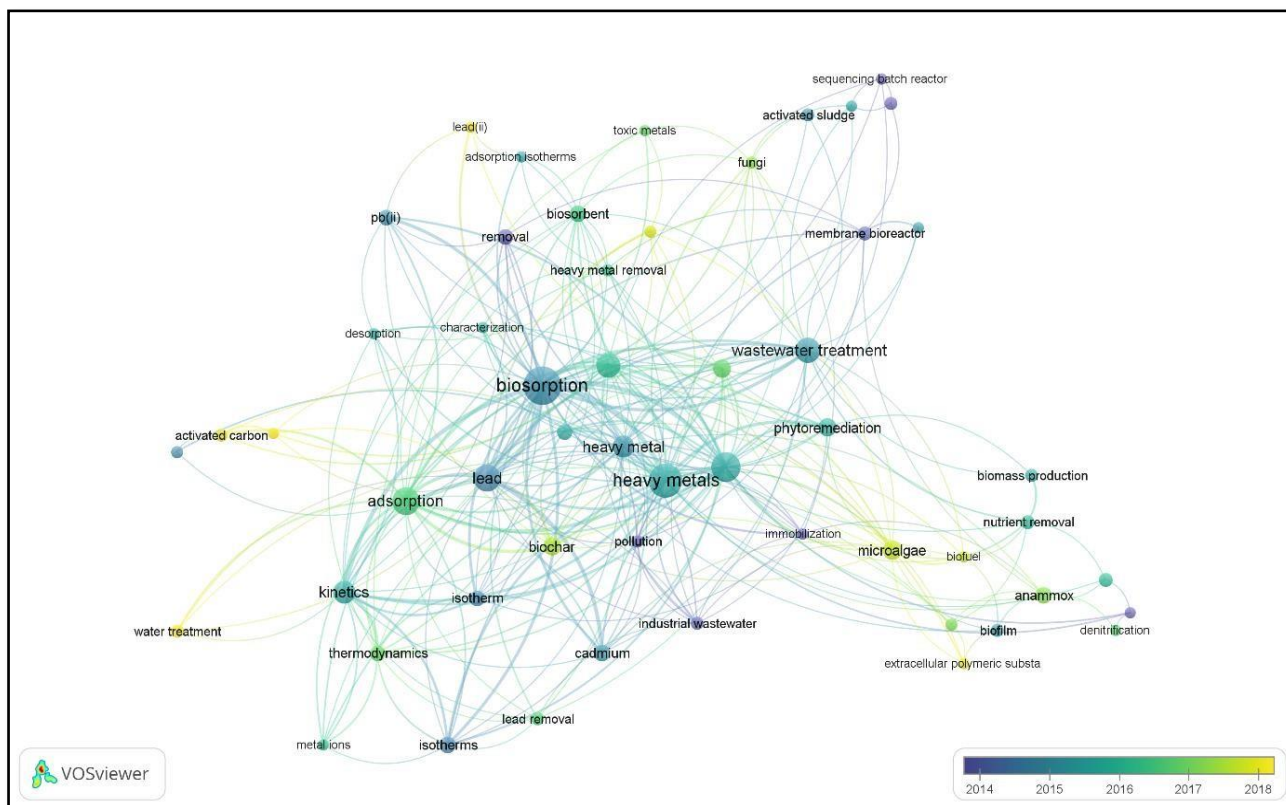 sequencing batch reactor
activated sludge
lead(ii)
toxic metals
adsorption isotherms
fungi
pb(ii)
biosorbent
removal
membrane bioreactor
heavy metal removal
desorption
characterization
wastewater treatment
biosorption
phytoremediation
activated carbon
heavy metal
biomass production
lead
heavy metals
adsorption
nutrient removal
immobilization
pollution
biochar
microalgae
biofuel
kinetics
isotherm
anammox
water treatment
industrial wastewater
biofilm
denitrification
thermodynamics
cadmium
extracellular polymeric substa
lead removal
metal ions
isotherms
VOSviewer
2014 2015 2016 2017 2018